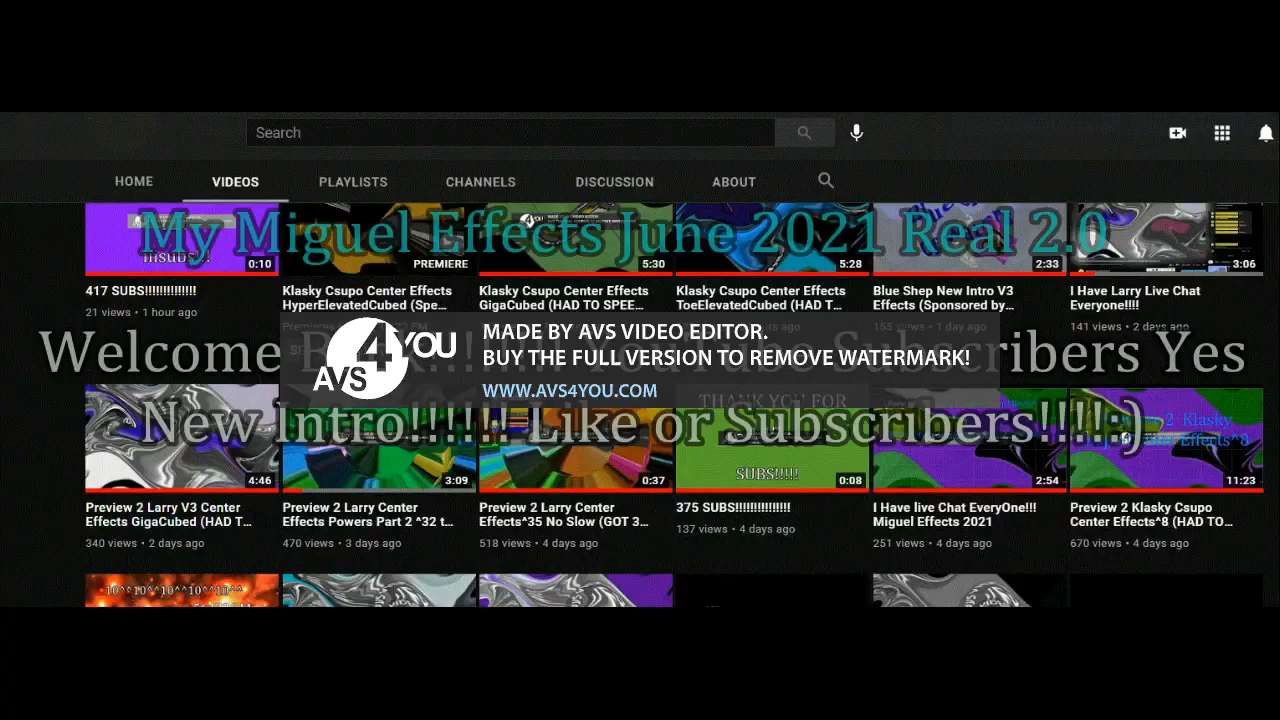 Search
HOME VIDEOS PLAYLISTS CHANNELS DISCUSSION ABOUT
My Miguel Effects June 2021 Real 2.0
0:10 PREMIERE 5:30 5:28 2:33 3:06
417 SUBS!!!!!!!!!!!!!!
21 views • 1 hour ago
Klasky Csupo Center Effects
HyperElevatedCubed (Spe...
Klasky Csupo Center Effects
GigaCubed (HAD TO SPEE...
Klasky Csupo Center Effects
ToeElevatedCubed (HAD T...
Blue Shep New Intro V3
Effects (Sponsored by...
155 views • 1 day ago
I Have Larry Live Chat
Everyone!!!!
141 views • 2 days ago
Welcome
Subscribers Yes
AVS4YOU
MADE BY AVS VIDEO EDITOR.
BUY THE FULL VERSION TO REMOVE WATERMARK!
WWW.AVS4YOU.COM
THANK YOU FOR
New Intro!!!!!!! Like or Subscribers!!!!:)
SUBS!!!!!
4:46 3:09 0:37 0:08 2:54 11:23
Preview 2 Larry V3 Center
Effects GigaCubed (HAD T...
340 views • 2 days ago
Preview 2 Larry Center
Effects Powers Part 2 ^32 t...
470 views • 3 days ago
Preview 2 Larry Center
Effects^35 No Slow (GOT 3...
518 views • 4 days ago
375 SUBS!!!!!!!!!!!!!!!
137 views • 4 days ago
I Have live Chat EveryOne!!!
Miguel Effects 2021
251 views • 4 days ago
Preview 2 Klasky Csupo
Center Effects^8 (HAD TO...
670 views • 4 days ago